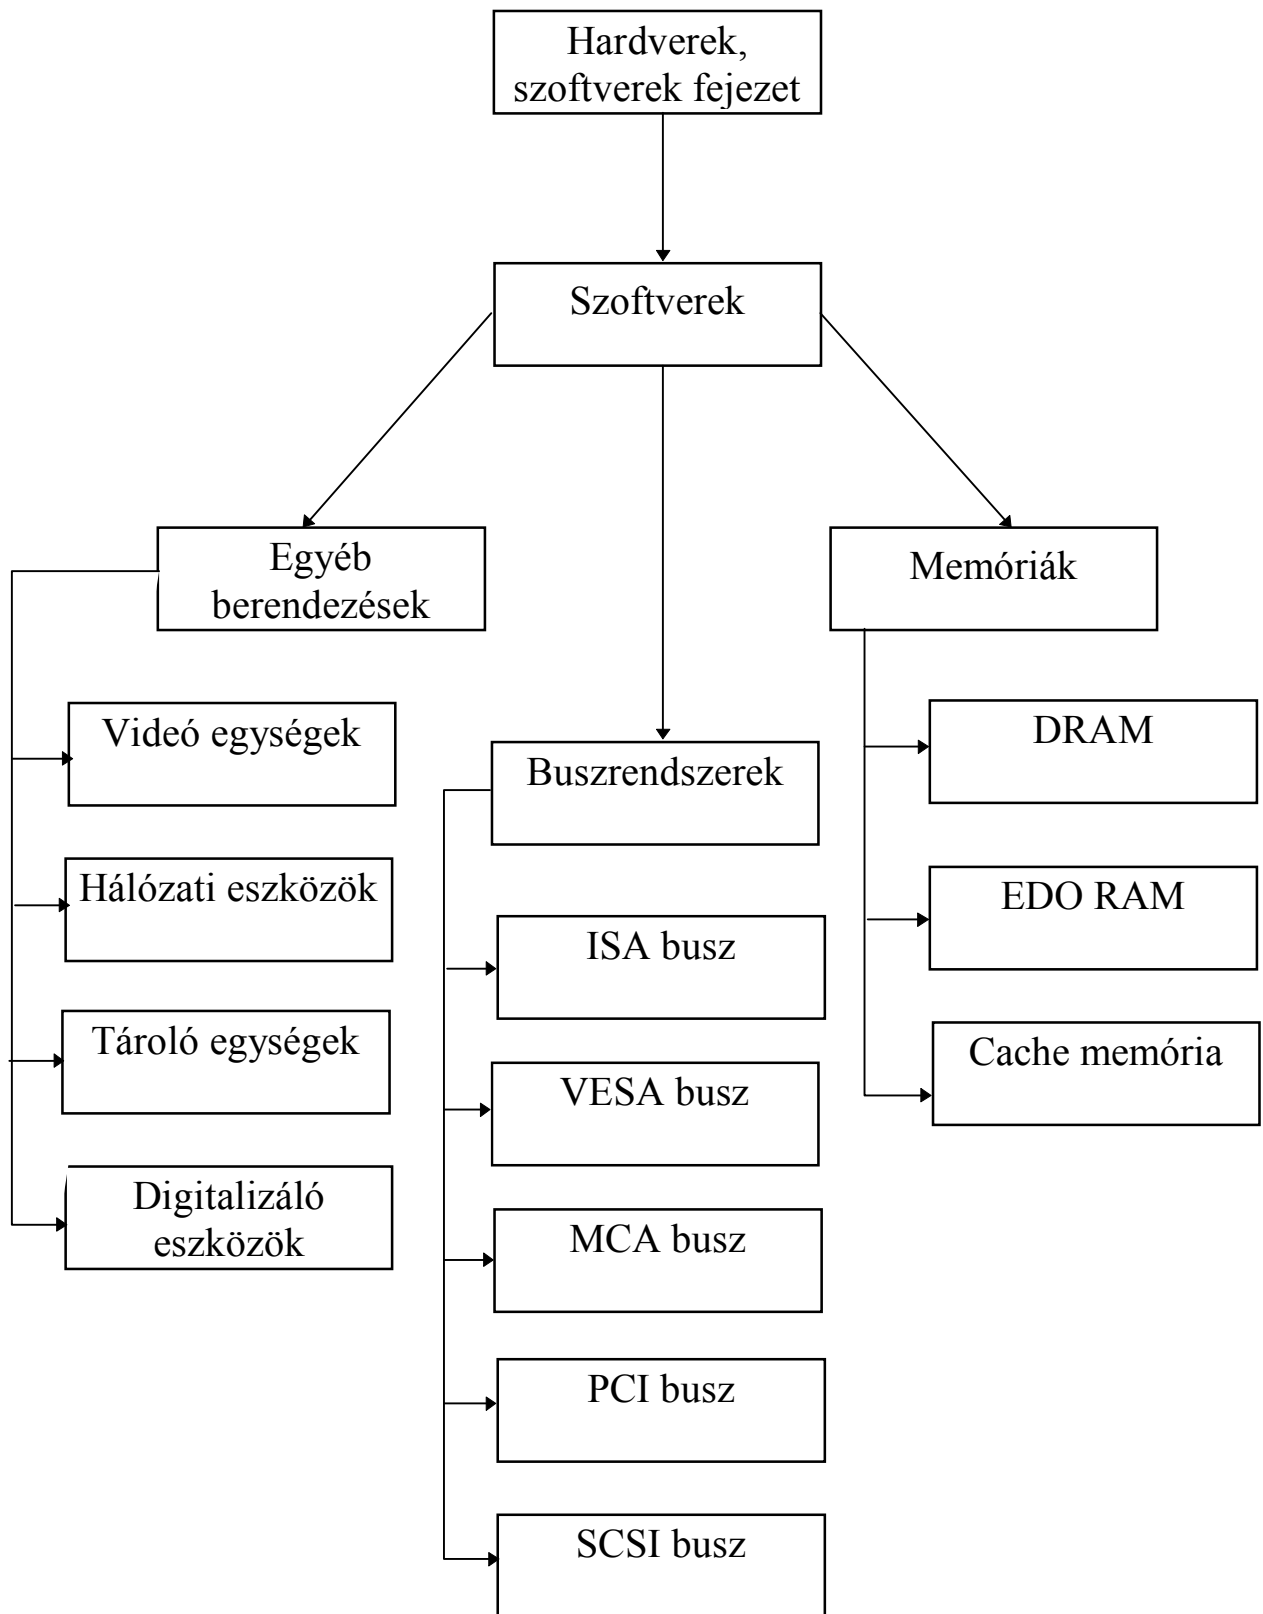 Hardverek,
szoftverek fejezet
Szoftverek
Egyéb
berendezések
Memóriák
Videó egységek
Hálózati eszközök
Tároló egységek
Digitalizáló
eszközök
Buszrendszerek
ISA busz
VESA busz
MCA busz
PCI busz
SCSI busz
DRAM
EDO RAM
Cache memória